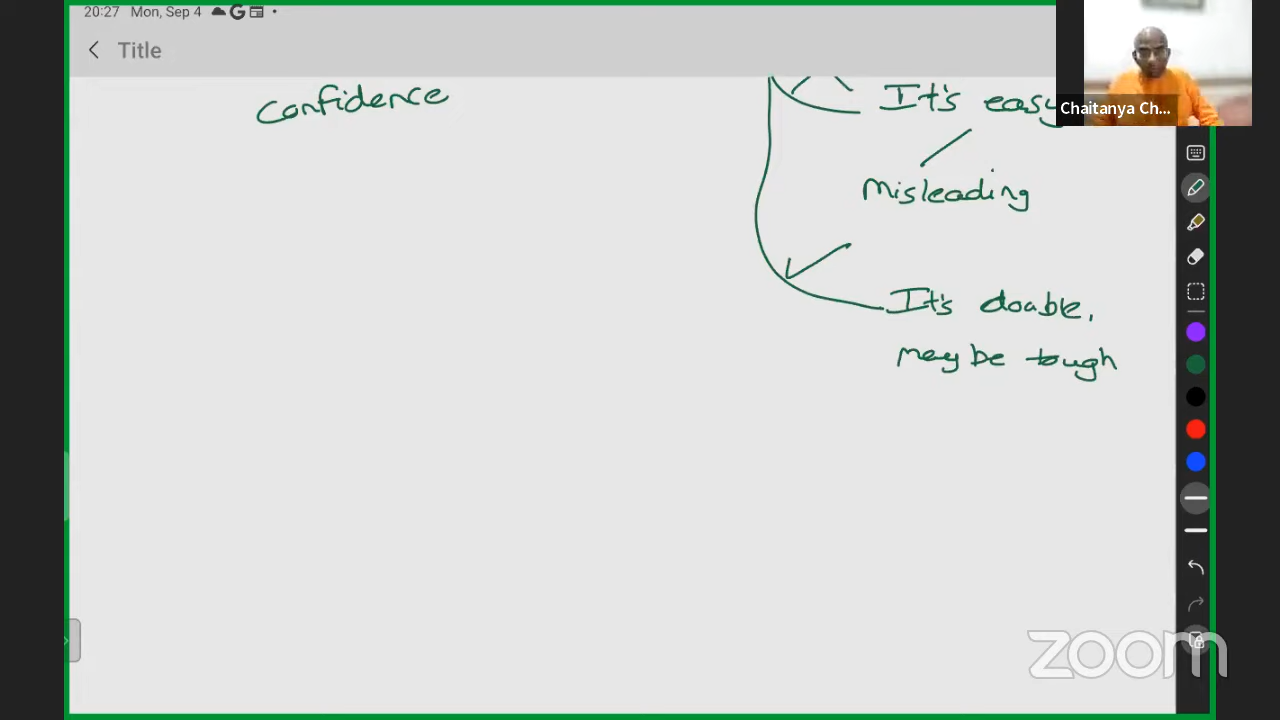 20:27 Mon, Sep 4
Title
Chaitanya Ch...
confidence
It's easy
Misleading
It's doable,
may be tough
zoom